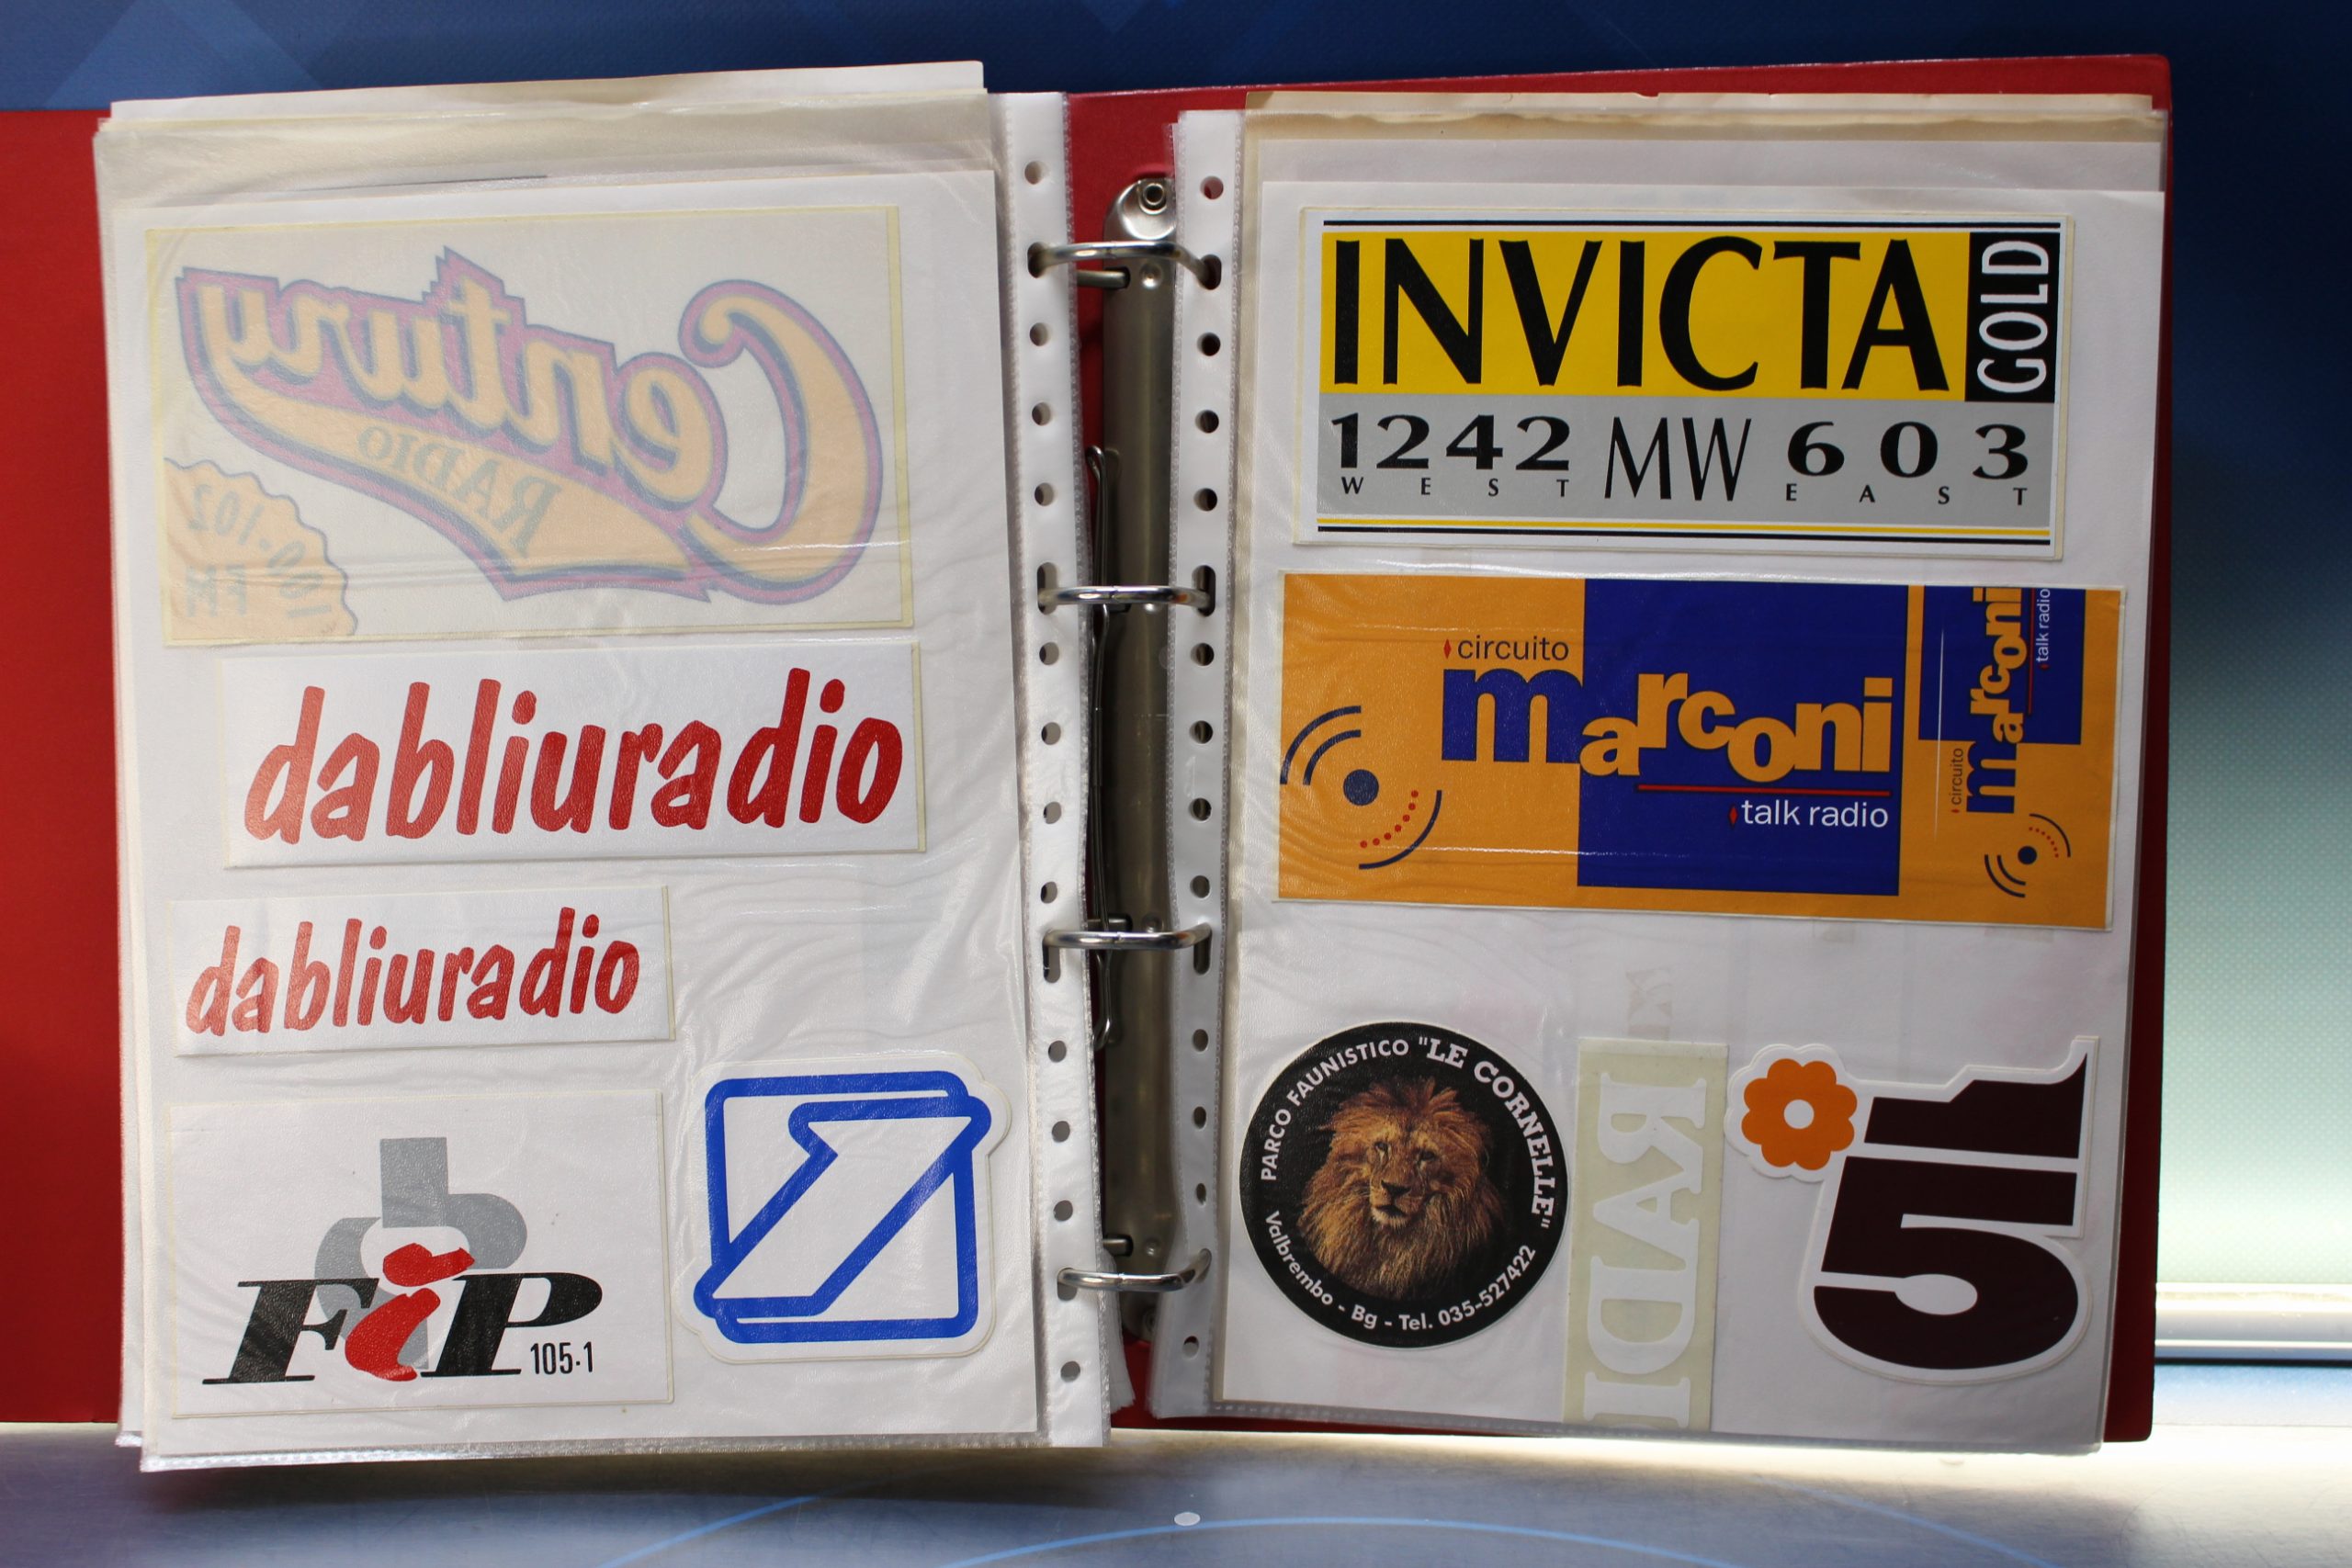 Century
RADIO
100-102
FM
dabliuradio
dabliuradio
FiP
105·1
INVICTA
GOLD
1242 MW 603
WEST EAST
circuito
marconi
talk radio
circuito
marconi
talk radio
PARCO FAUNISTICO "LE CORNELLE"
Valbrembo - Bg - Tel. 035-527422
RADI
51